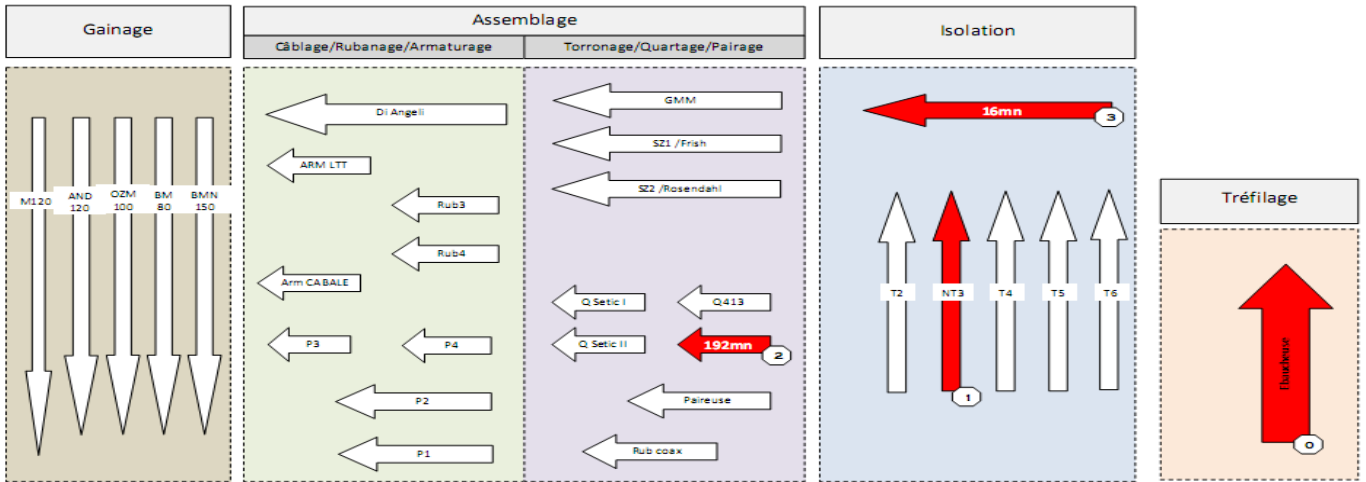 Gainage
Assemblage
Câblage/Rubanage/Armaturage
Torronage/Quartage/Pairage
Isolation
Tréfilage
M120
AND
120
OZM
100
BM
80
BMN
150
Di Angeli
ARM LTT
Rub3
Rub4
Arm CABALE
P3
P4
P2
P1
GMM
SZ1 /Frish
SZ2 /Rosendahl
Q Setic I
Q413
Q Setic II
192mn
2
Paireuse
Rub coax
16mn
3
T2
NT3
T4
T5
T6
1
Ebaucheuse
0